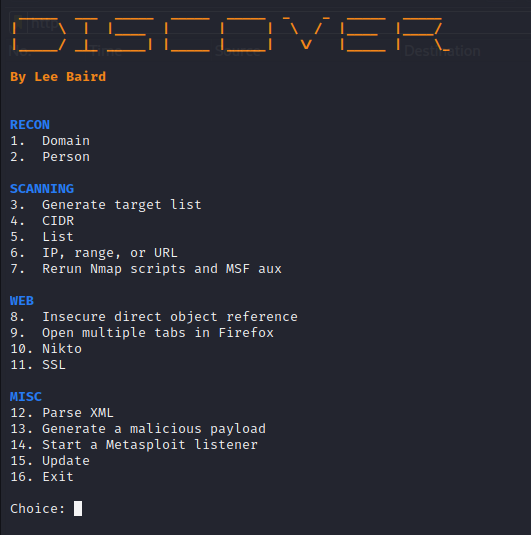 DISCOVER
By Lee Baird
RECON
1. Domain
2. Person
SCANNING
3. Generate target list
4. CIDR
5. List
6. IP, range, or URL
7. Rerun Nmap scripts and MSF aux
WEB
8. Insecure direct object reference
9. Open multiple tabs in Firefox
10. Nikto
11. SSL
MISC
12. Parse XML
13. Generate a malicious payload
14. Start a Metasploit listener
15. Update
16. Exit
Choice: